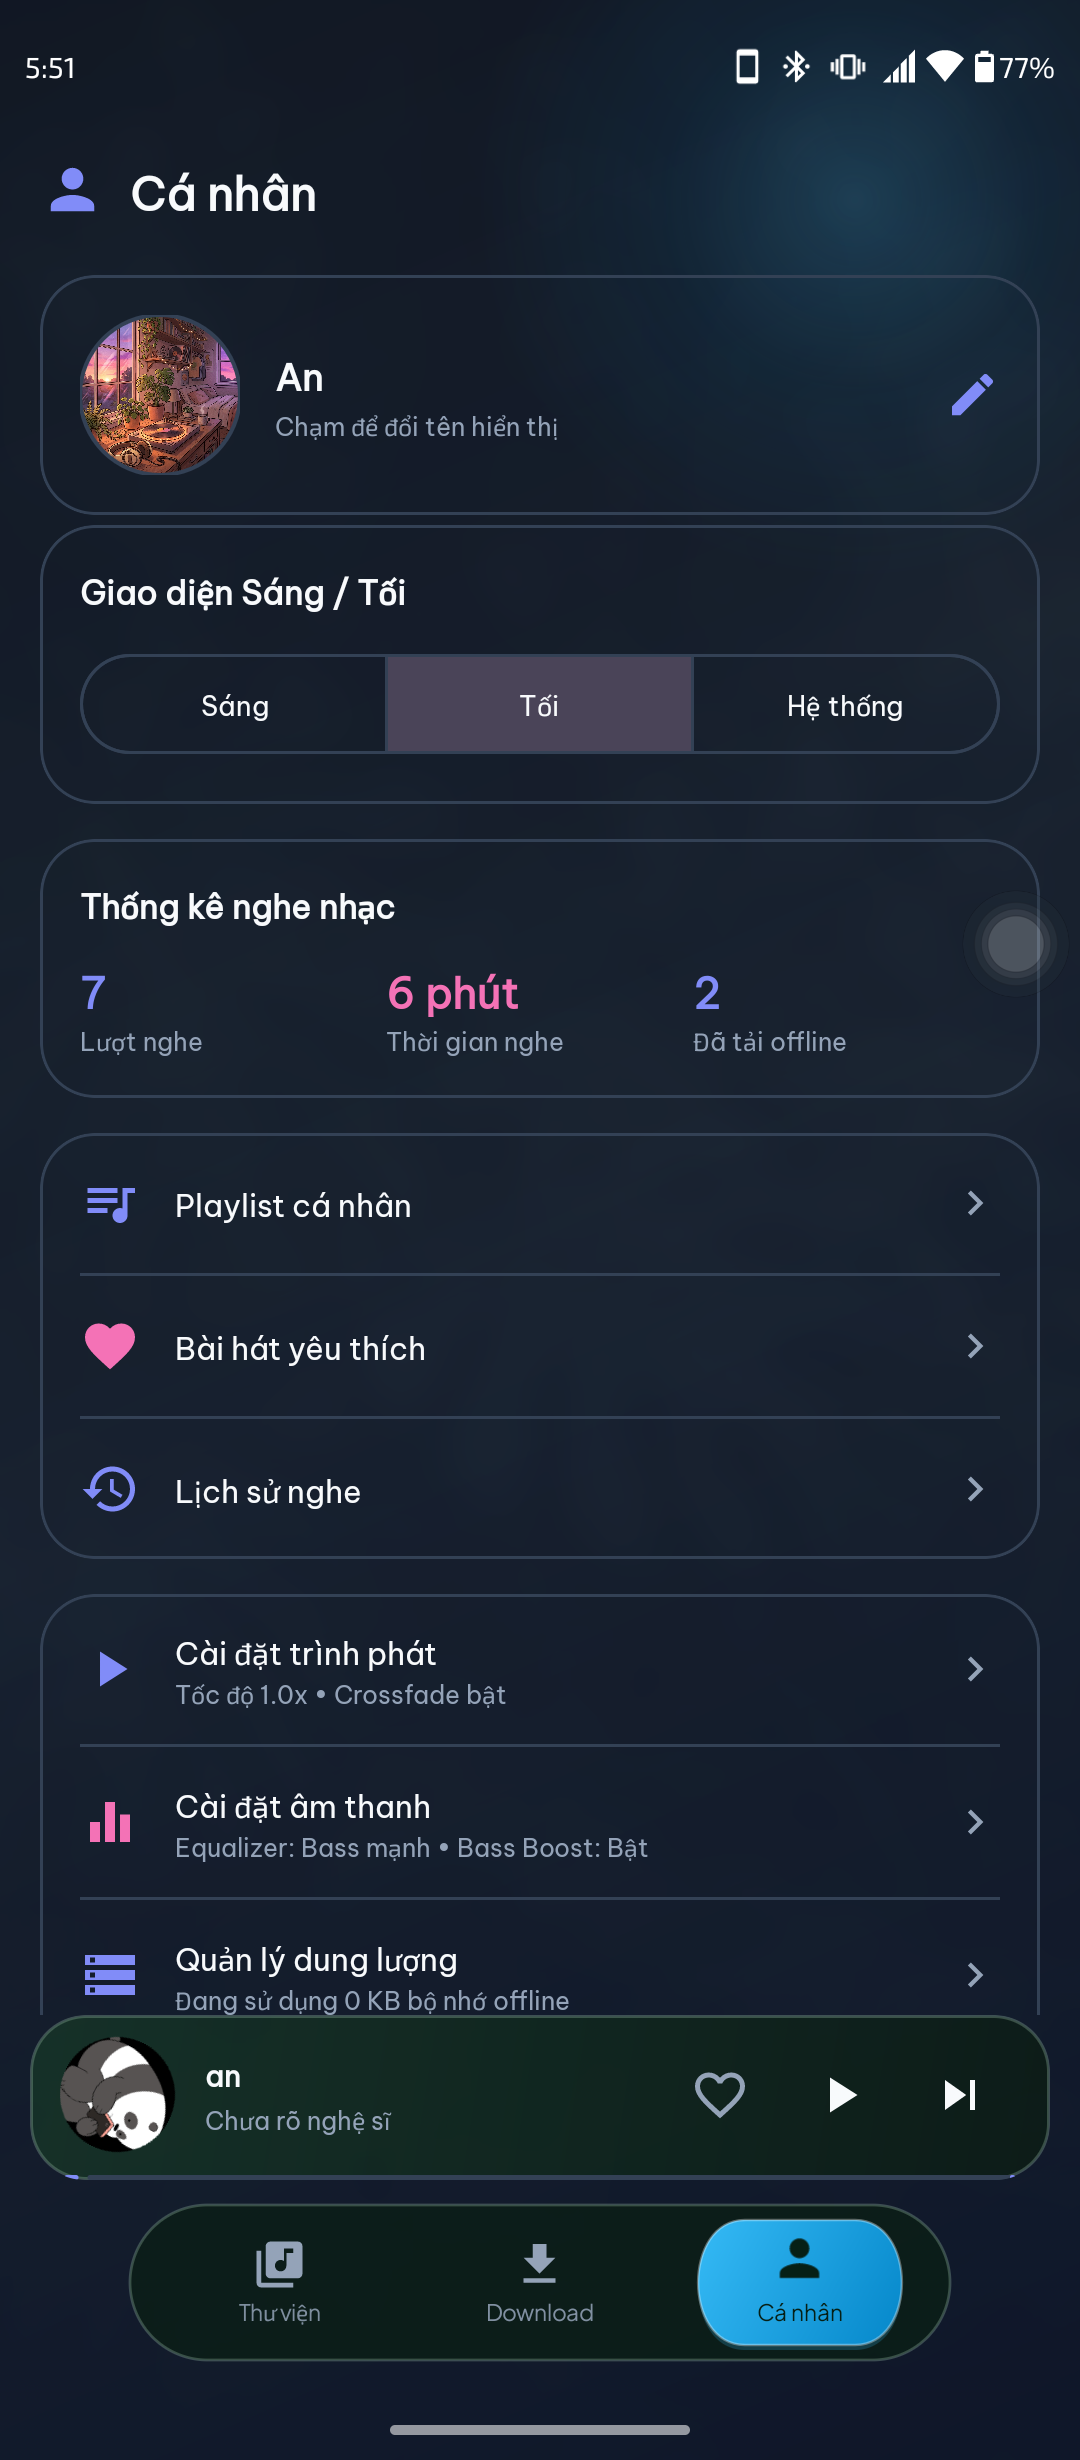 5:51
77%
Cá nhân
An
Chạm để đổi tên hiển thị
Giao diện Sáng / Tối
Sáng
Tối
Hệ thống
Thống kê nghe nhạc
7
6 phút
2
Lượt nghe
Thời gian nghe
Đã tải offline
Playlist cá nhân
Bài hát yêu thích
Lịch sử nghe
Cài đặt trình phát
Tốc độ 1.0x • Crossfade bật
Cài đặt âm thanh
Equalizer: Bass mạnh • Bass Boost: Bật
Quản lý dung lượng
Đang sử dụng 0 KB bộ nhớ offline
an
Chưa rõ nghệ sĩ
Thư viện
Download
Cá nhân